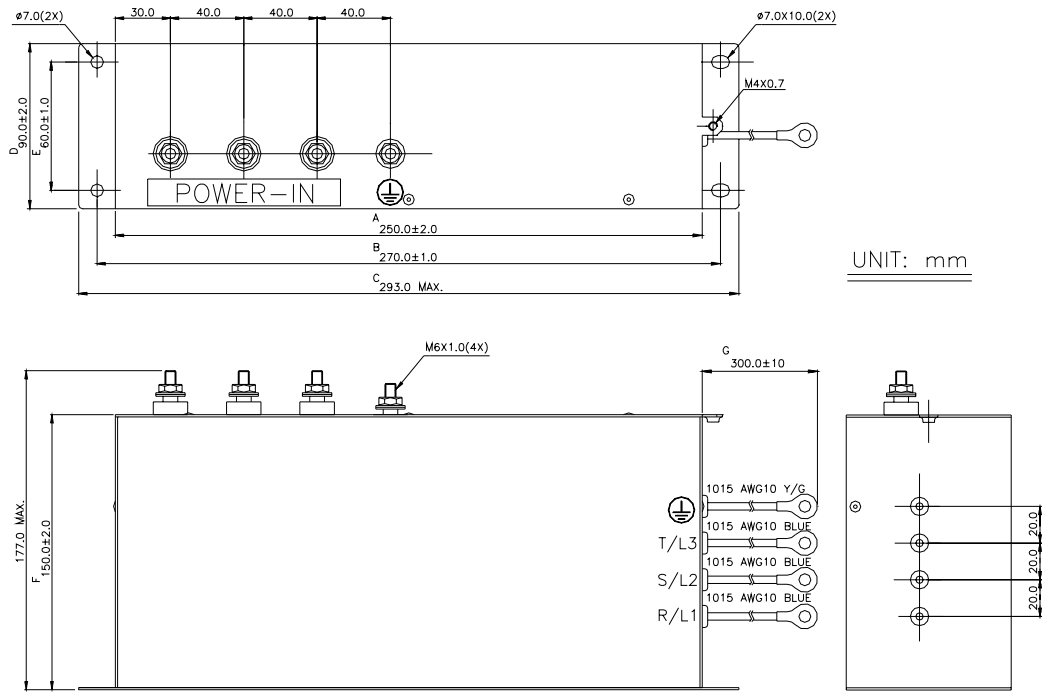 ø7.0(2X)
30.0
40.0
40.0
40.0
ø7.0X10.0(2X)
M4X0.7
D
90.0±2.0
E
60.0±1.0
POWER-IN
A
250.0±2.0
B
270.0±1.0
C
293.0 MAX.
UNIT: mm
M6X1.0(4X)
G
300.0±10
177.0 MAX.
F
150.0±2.0
1015 AWG10 Y/G
1015 AWG10 BLUE
T/L3
1015 AWG10 BLUE
S/L2
1015 AWG10 BLUE
R/L1
20.0
20.0
20.0